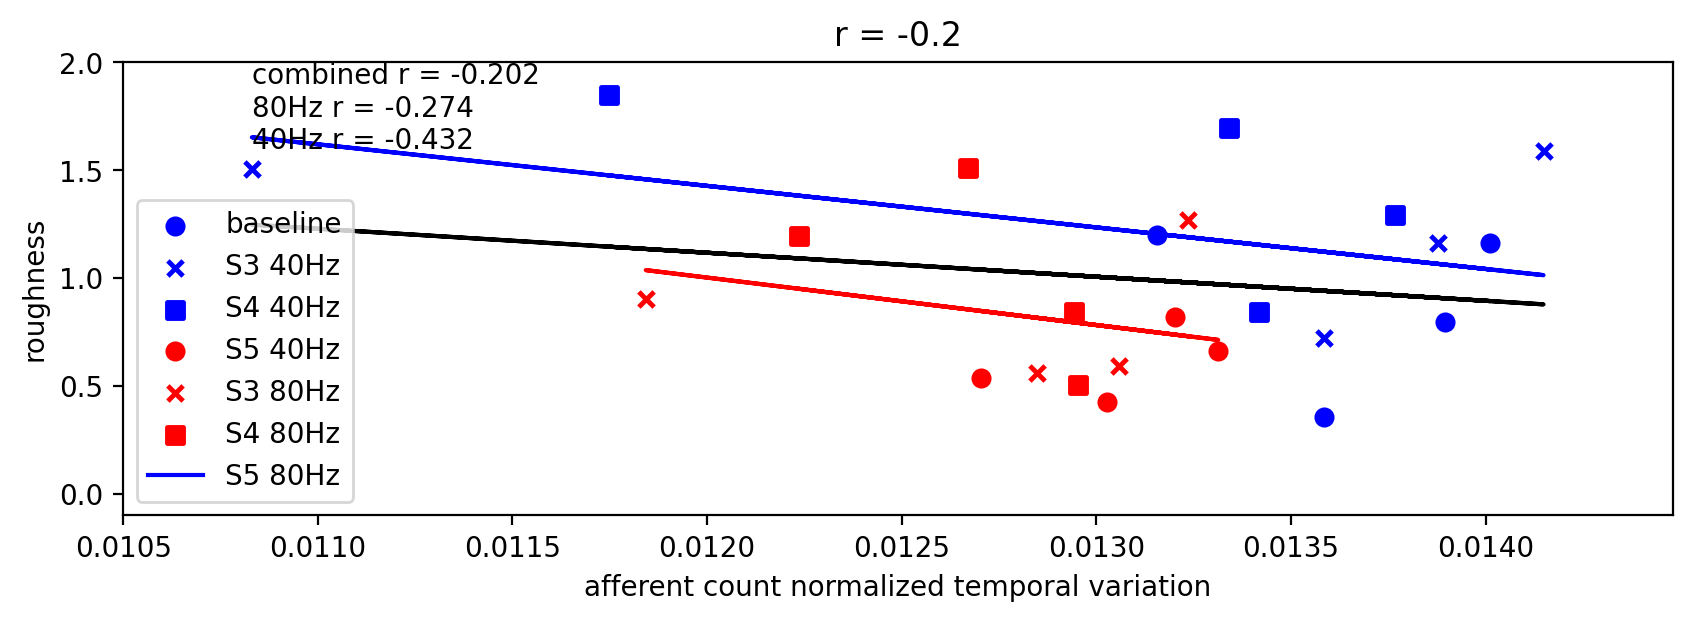 r = -0.2
combined r = -0.202
80Hz r = -0.274
40Hz r = -0.432
2.0
1.5
1.0
0.5
0.0
roughness
baseline
S3 40Hz
S4 40Hz
S5 40Hz
S3 80Hz
S4 80Hz
S5 80Hz
0.0105 0.0110 0.0115 0.0120 0.0125 0.0130 0.0135 0.0140
afferent count normalized temporal variation